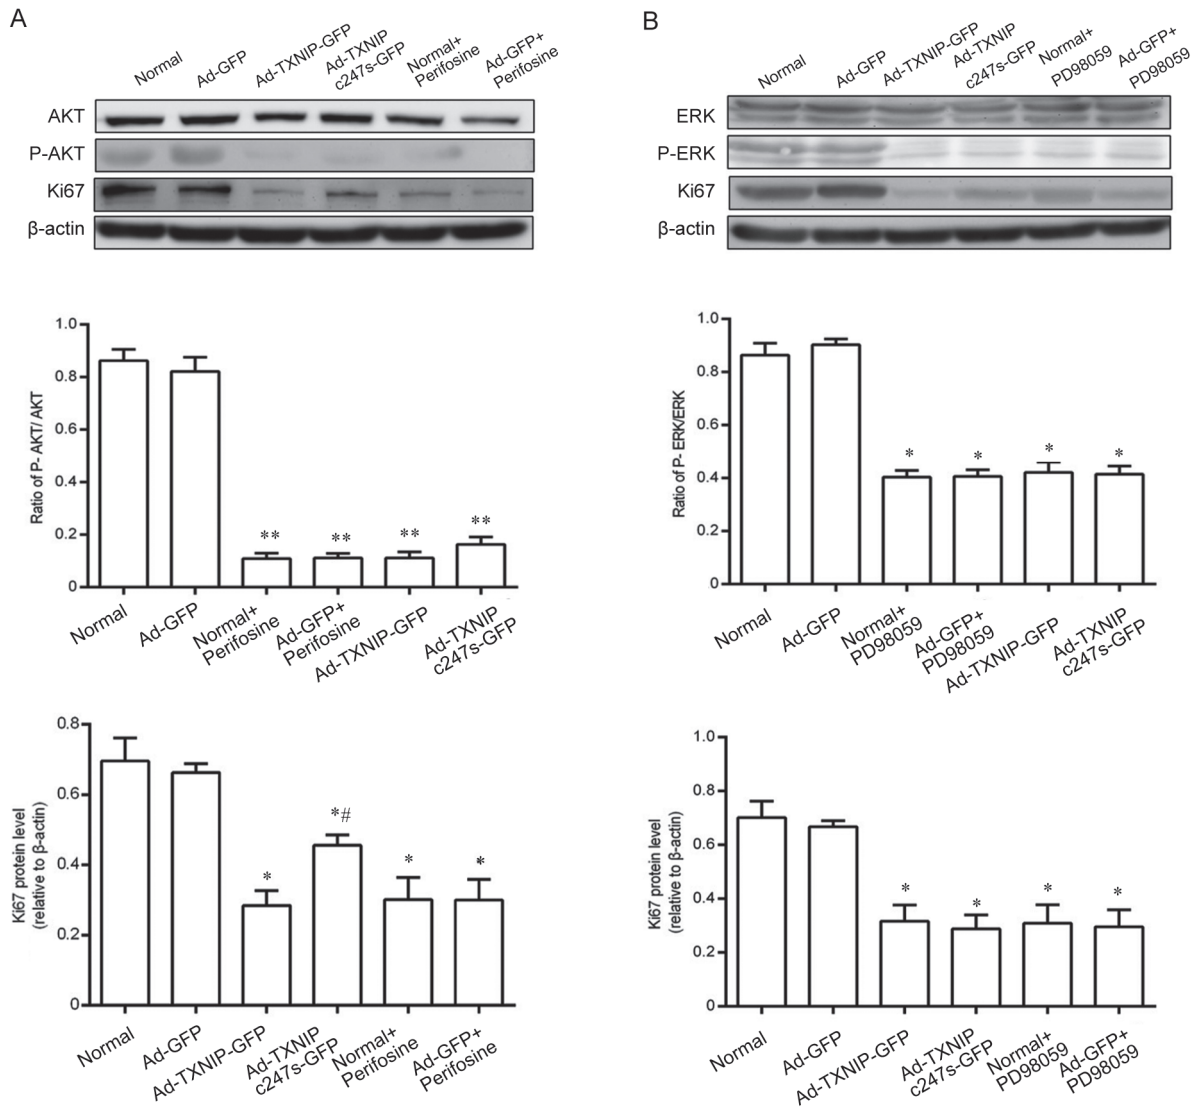 A
Normal
Ad-GFP
Ad-TXNIP-GFP
Ad-TXNIP
c247s-GFP
Normal+
Perifosine
Ad-GFP+
Perifosine
AKT
P-AKT
Ki67
β-actin
1.0
0.8
0.6
0.4
0.2
0
Ratio of P- AKT/ AKT
**
**
**
**
Normal
Ad-GFP
Normal+
Perifosine
Ad-GFP+
Perifosine
Ad-TXNIP-GFP
Ad-TXNIP
c247s-GFP
0.8
0.6
0.4
0.2
0
Ki67 protein level
(relative to β-actin)
*
*#
*
*
Normal
Ad-GFP
Ad-TXNIP-GFP
Ad-TXNIP
c247s-GFP
Normal+
Perifosine
Ad-GFP+
Perifosine
B
Normal
Ad-GFP
Ad-TXNIP-GFP
Ad-TXNIP
c247s-GFP
Normal+
PD98059
Ad-GFP+
PD98059
ERK
P-ERK
Ki67
β-actin
1.0
0.8
0.6
0.4
0.2
0
Ratio of P- ERK/ERK
*
*
*
*
Normal
Ad-GFP
Normal+
PD98059
Ad-GFP+
PD98059
Ad-TXNIP-GFP
Ad-TXNIP
c247s-GFP
1.0
0.8
0.6
0.4
0.2
0
Ki67 protein level
(relative to β-actin)
*
*
*
*
Normal
Ad-GFP
Ad-TXNIP-GFP
Ad-TXNIP
c247s-GFP
Normal+
PD98059
Ad-GFP+
PD98059